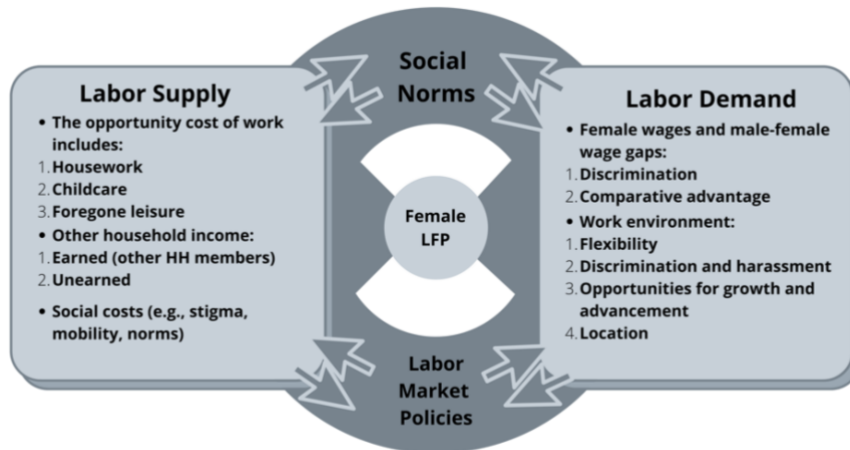 Social
Norms
Labor Supply
• The opportunity cost of work
includes:
1. Housework
2. Childcare
3. Foregone leisure
• Other household income:
1. Earned (other HH members)
2. Unearned
• Social costs (e.g., stigma,
mobility, norms)
Female
LFP
Labor Demand
• Female wages and male-female
wage gaps:
1. Discrimination
2. Comparative advantage
• Work environment:
1. Flexibility
2. Discrimination and harassment
3. Opportunities for growth and
advancement
4. Location
Labor
Market
Policies